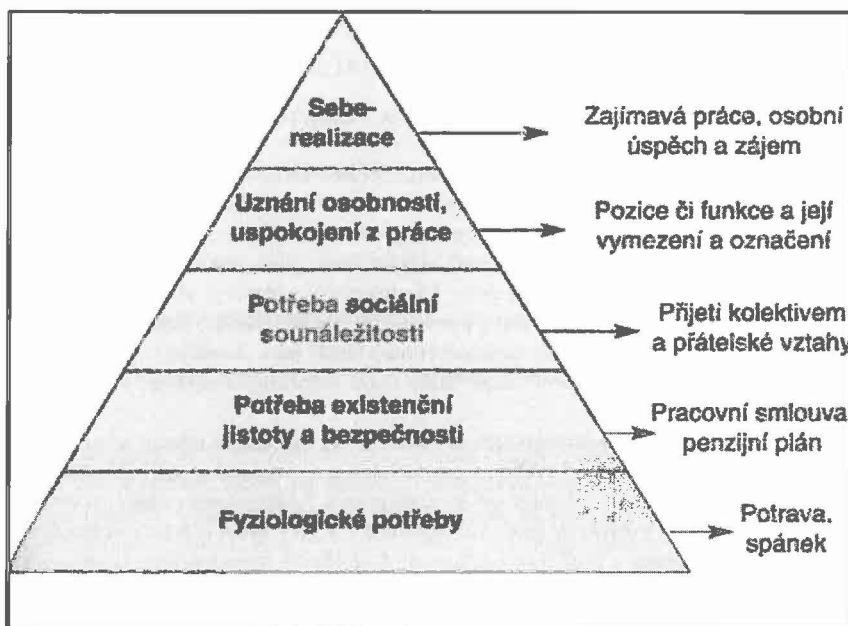 Sebe-
realizace
Zajímavá práce, osobní
úspěch a zájem
Uznání osobnosti,
uspokojení z práce
Pozice či funkce a její
vymezení a označení
Potřeba sociální
sounáležitosti
Přijetí kolektivem
a přátelské vztahy
Potřeba existenční
jistoty a bezpečnosti
Pracovní smlouva
penzijní plán
Fyziologické potřeby
Potrava,
spánek